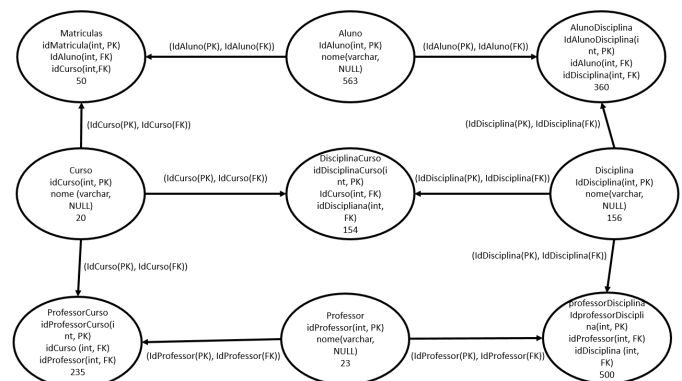 Matriculas
idMatricula(int, PK)
IdAluno(int, FK)
idCurso(int,FK)
50
(IdAluno(PK), IdAluno(FK))
Aluno
IdAluno(int, PK)
nome(varchar,
NULL)
563
(IdAluno(PK), IdAluno(FK))
AlunoDisciplina
IdAlunoDisciplina(i
nt, PK)
idAluno(int, FK)
idDisciplina(int, FK)
360
(IdCurso(PK), IdCurso(FK))
(IdDisciplina(PK), IdDisciplina(FK))
Curso
idCurso(int, PK)
nome (varchar,
NULL)
20
(IdCurso(PK), IdCurso(FK))
DisciplinaCurso
idDisciplinaCurso(i
nt, PK)
IdCurso(int, FK)
idDiscipliana(int,
FK)
154
(IdDisciplina(PK), IdDisciplina(FK))
Disciplina
IdDisciplina(int, PK)
nome(varchar,
NULL)
156
(IdCurso(PK), IdCurso(FK))
(IdDisciplina(PK), IdDisciplina(FK))
ProfessorCurso
idProfessorCurso(i
nt, PK)
idCurso (int, FK)
idProfessor(int, FK)
235
(IdProfessor(PK), IdProfessor(FK))
Professor
idProfessor(int, PK)
nome(varchar,
NULL)
23
(IdProfessor(PK), IdProfessor(FK))
professorDisciplina
IdprofessorDiscipli
na(int, PK)
idProfessor(int, FK)
idDisciplina (int,
FK)
500